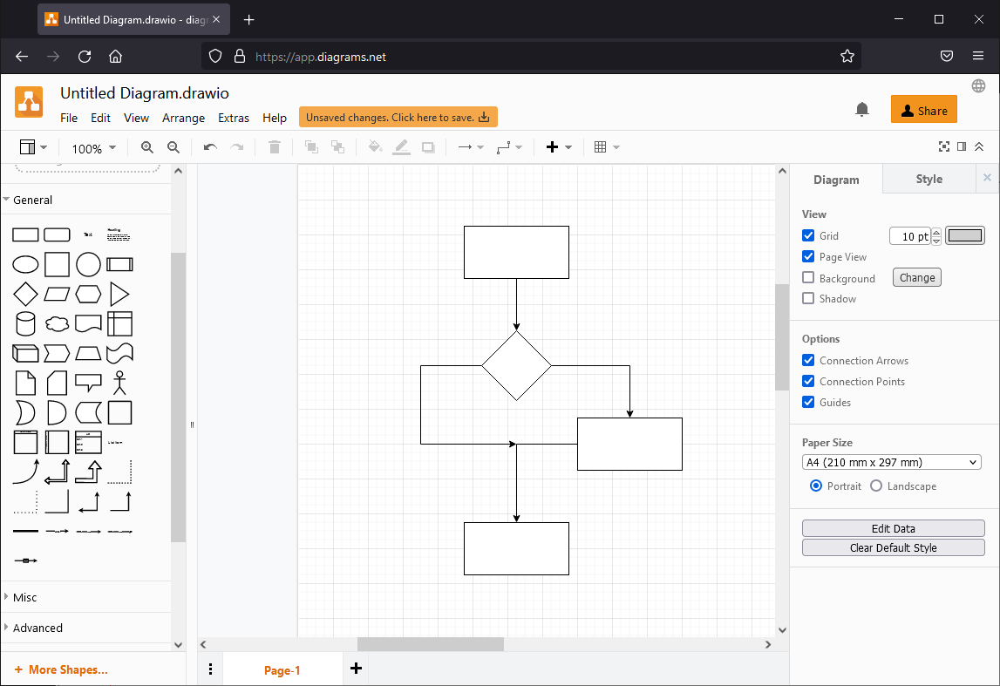 Untitled Diagram.drawio - diag
https://app.diagrams.net
Untitled Diagram.drawio
File Edit View Arrange Extras Help Unsaved changes. Click here to save.
Share
100%
General
Text
Heading
Misc
Advanced
+ More Shapes...
Page-1
Diagram Style
View
Grid 10 pt
Page View
Background Change
Shadow
Options
Connection Arrows
Connection Points
Guides
Paper Size
A4 (210 mm x 297 mm)
Portrait Landscape
Edit Data
Clear Default Style